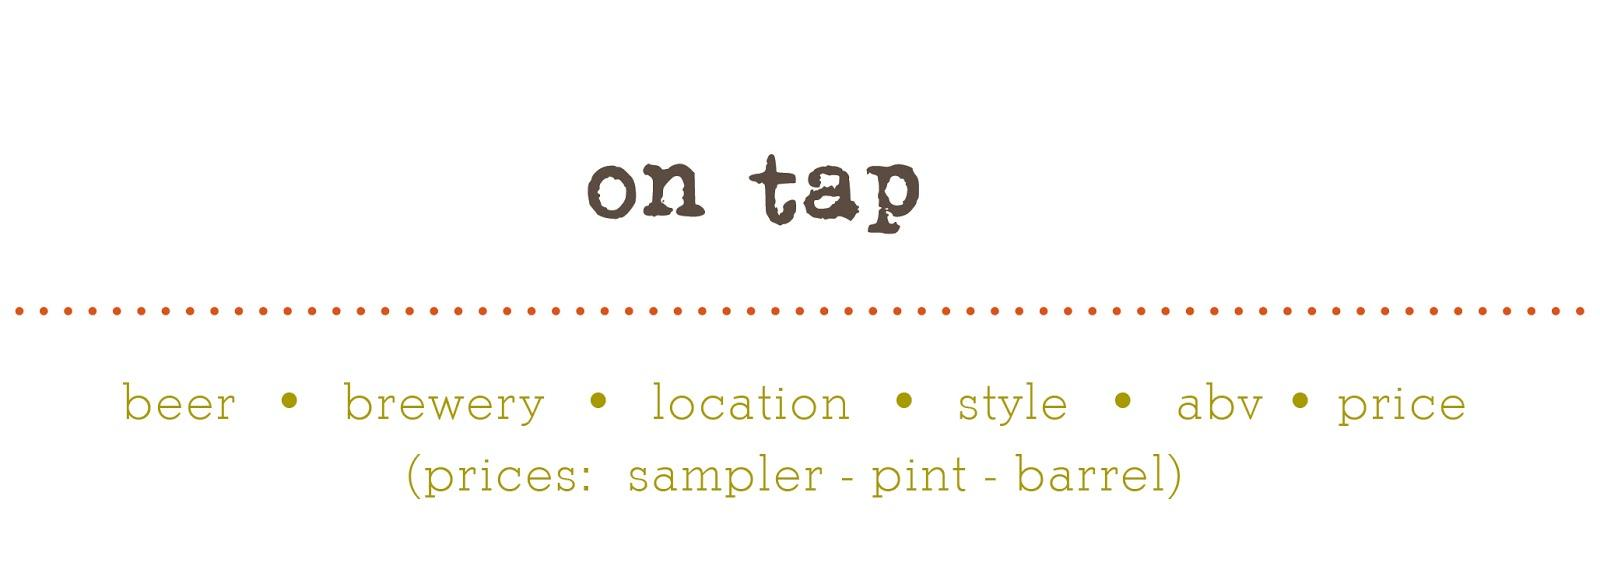 on tap
beer • brewery • location • style • abv • price
(prices: sampler - pint - barrel)